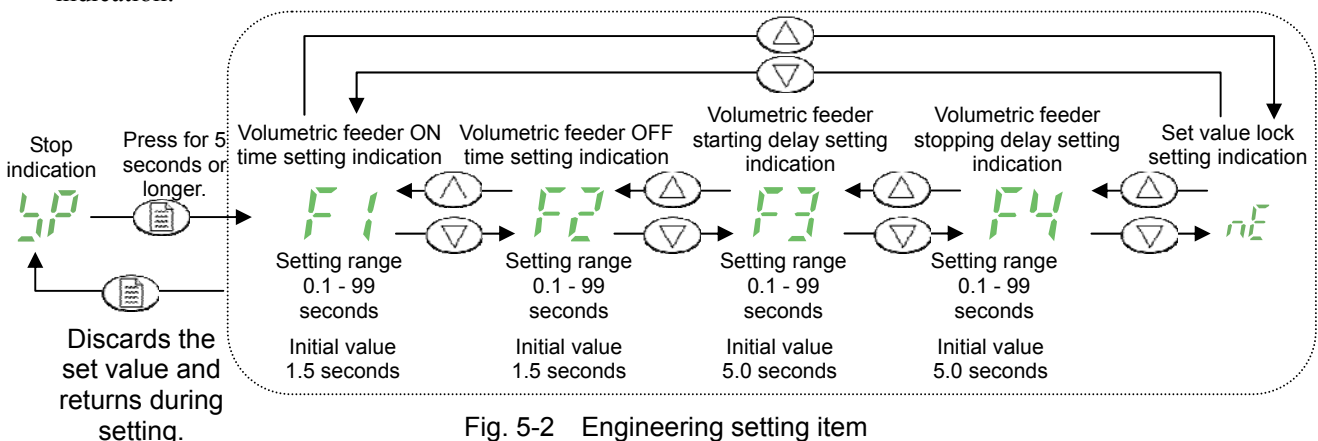 indication.
Stop
indication
Press for 5
seconds or
longer.
Volumetric feeder ON
time setting indication
Volumetric feeder OFF
time setting indication
Volumetric feeder
starting delay setting
indication
Volumetric feeder
stopping delay setting
indication
Set value lock
setting indication
SP
F1
F2
F3
F4
nE
Setting range
0.1 - 99
seconds
Setting range
0.1 - 99
seconds
Setting range
0.1 - 99
seconds
Setting range
0.1 - 99
seconds
Initial value
1.5 seconds
Initial value
1.5 seconds
Initial value
5.0 seconds
Initial value
5.0 seconds
Discards the
set value and
returns during
setting.
Fig. 5-2 Engineering setting item